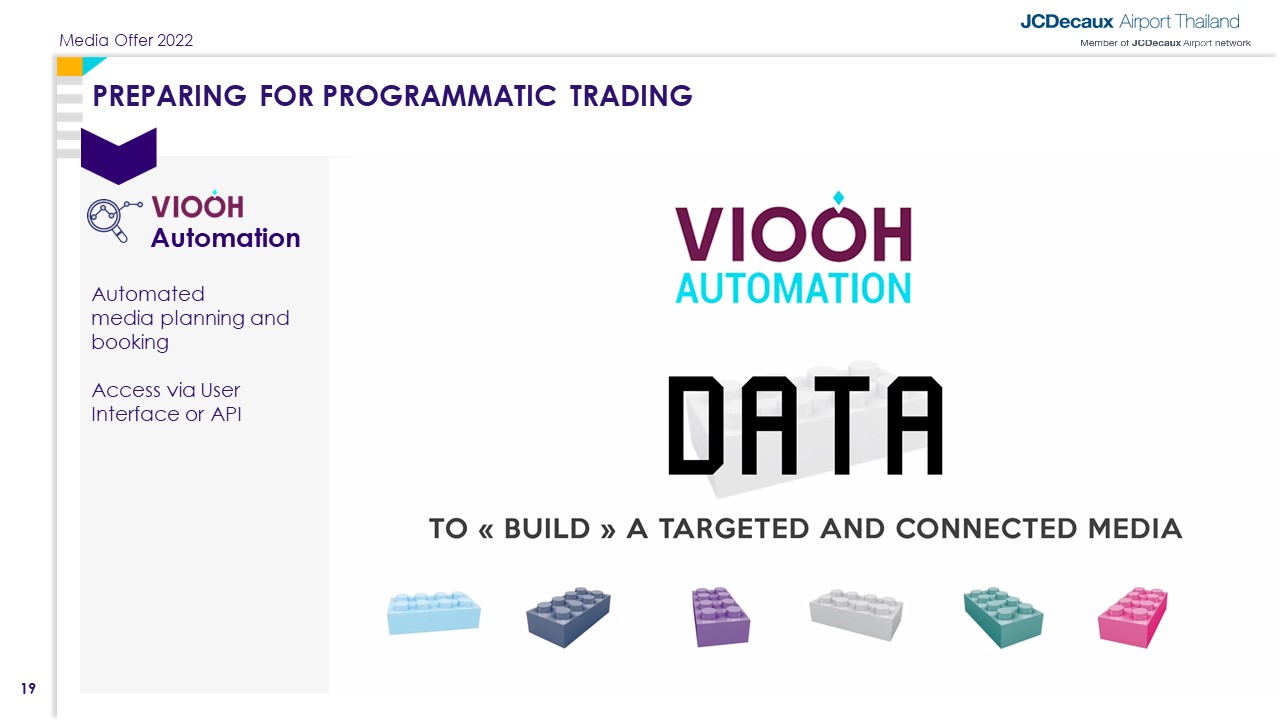 Media Offer 2022
JCDecaux Airport Thailand
Member of JCDecaux Airport network
PREPARING FOR PROGRAMMATIC TRADING
VIOOH
Automation
Automated
media planning and
booking
Access via User
Interface or API
VIOOH
AUTOMATION
DATA
TO « BUILD » A TARGETED AND CONNECTED MEDIA
19